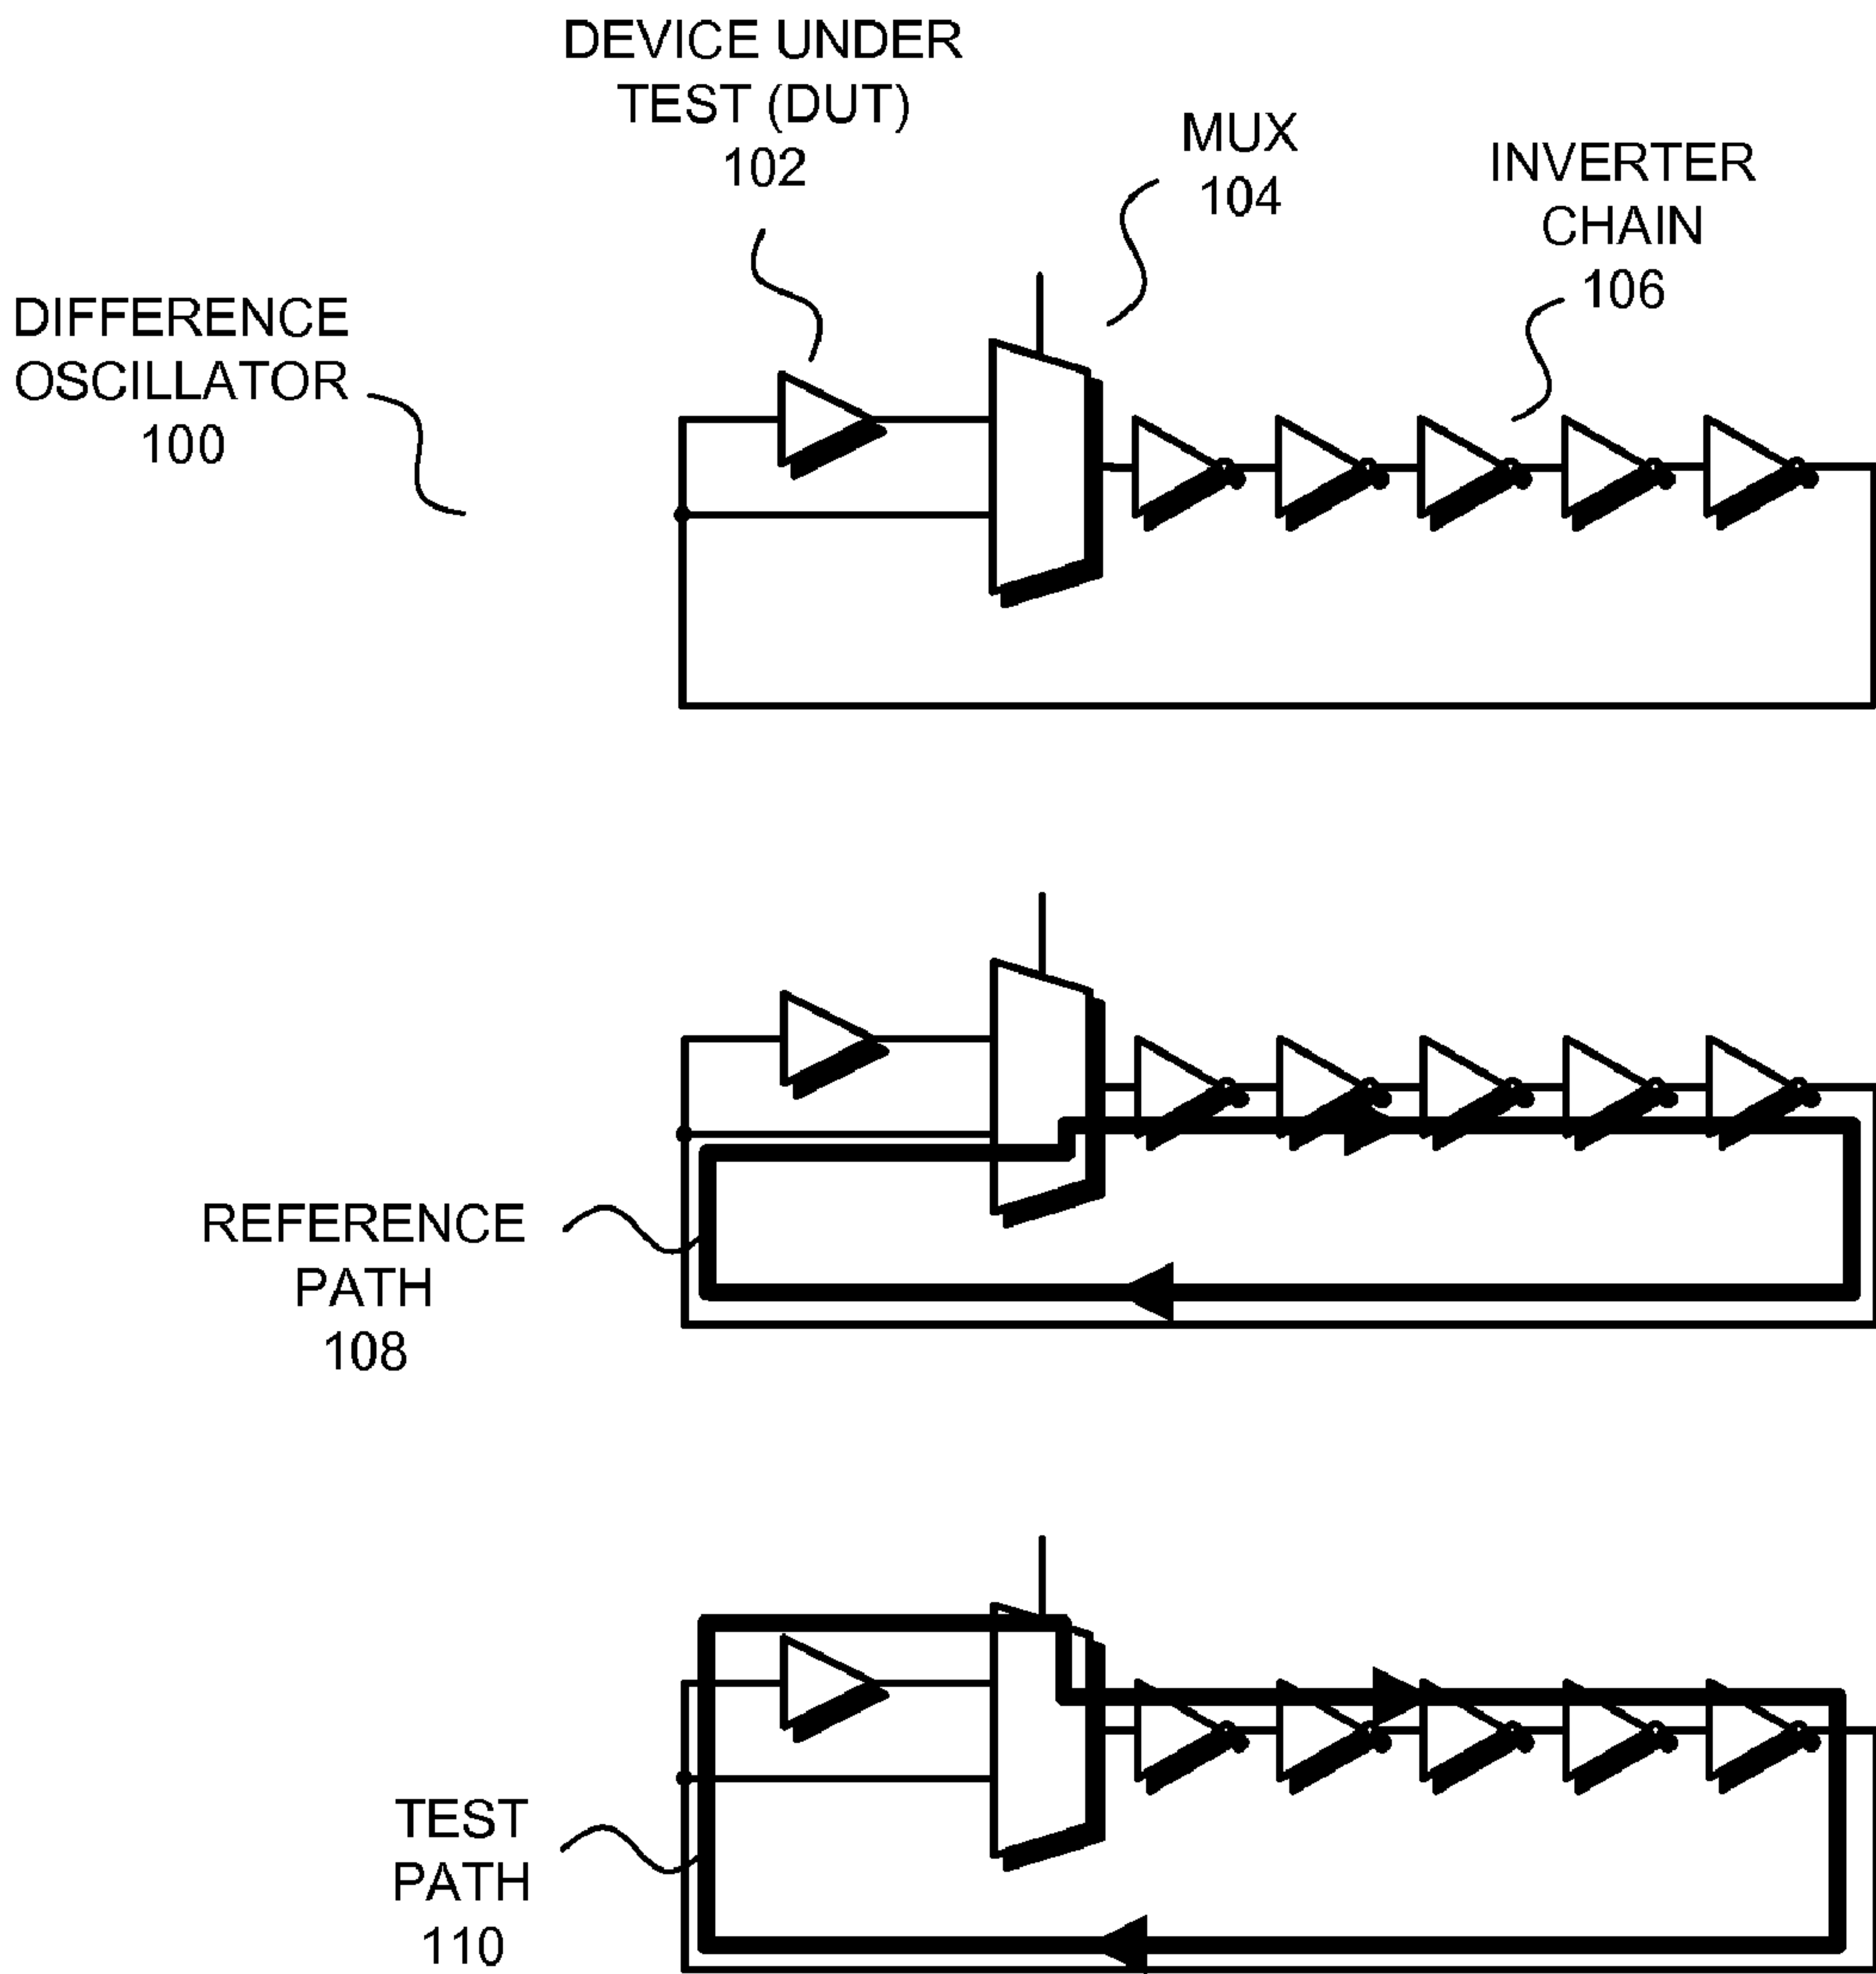 DEVICE UNDER
TEST (DUT)
102
MUX
104
INVERTER
CHAIN
106
DIFFERENCE
OSCILLATOR
100
REFERENCE
PATH
108
TEST
PATH
110